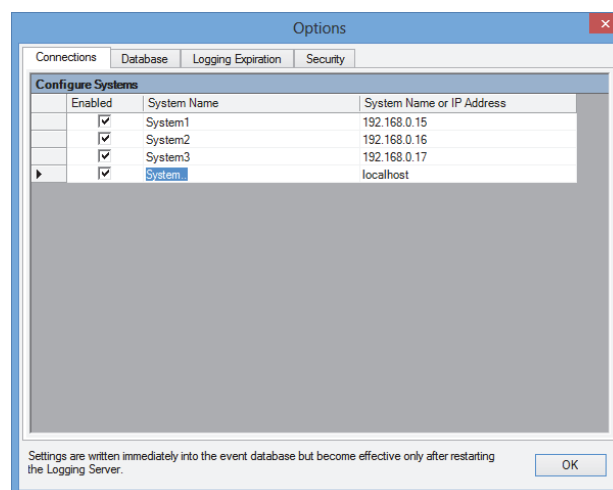 Options
Connections Database Logging Expiration Security
Configure Systems
Enabled System Name System Name or IP Address
System1 192.168.0.15
System2 192.168.0.16
System3 192.168.0.17
System... localhost
Settings are written immediately into the event database but become effective only after restarting
the Logging Server.
OK